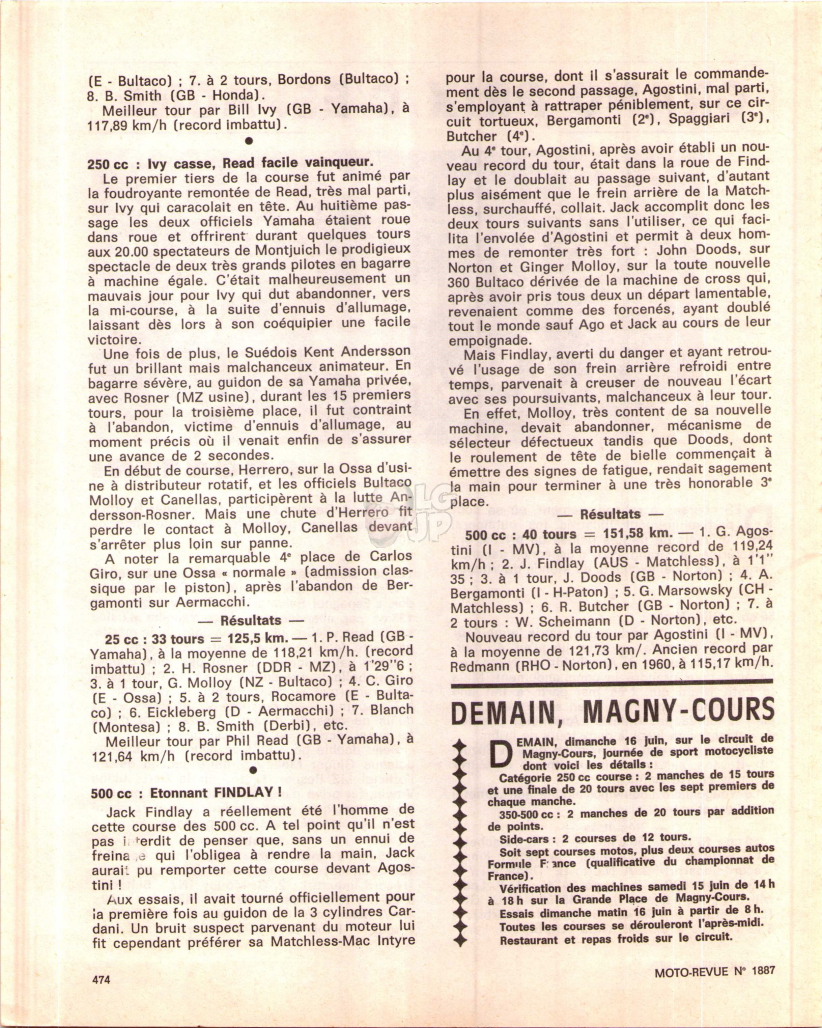 (E - Bultaco) ; 7. à 2 tours, Bordons (Bultaco) ;
8. B. Smith (GB - Honda).
Meilleur tour par Bill Ivy (GB - Yamaha), à
117,89 km/h (record imbattu).
●
250 cc : Ivy casse, Read facile vainqueur.
Le premier tiers de la course fut animé par
la foudroyante remontée de Read, très mal parti,
sur Ivy qui caracolait en tête. Au huitième pas-
sage les deux officiels Yamaha étaient roue
dans roue et offrirent durant quelques tours
aux 20.00 spectateurs de Montjuich le prodigieux
spectacle de deux très grands pilotes en bagarre
à machine égale. C'était malheureusement un
mauvais jour pour Ivy qui dut abandonner, vers
la mi-course, à la suite d'ennuis d'allumage,
laissant dès lors à son coéquipier une facile
victoire.
Une fois de plus, le Suédois Kent Andersson
fut un brillant mais malchanceux animateur. En
bagarre sévère, au guidon de sa Yamaha privée,
avec Rosner (MZ usine), durant les 15 premiers
tours, pour la troisième place, il fut contraint
à l'abandon, victime d'ennuis d'allumage, au
moment précis où il venait enfin de s'assurer
une avance de 2 secondes.
En début de course, Herrero, sur la Ossa d'usi-
ne à distributeur rotatif, et les officiels Bultaco
Molloy et Canellas, participèrent à la lutte An-
dersson-Rosner. Mais une chute d'Herrero fit
perdre le contact à Molloy, Canellas devant
s'arrêter plus loin sur panne.
A noter la remarquable 4e place de Carlos
Giro, sur une Ossa « normale » (admission clas-
sique par le piston), après l'abandon de Ber-
gamonti sur Aermacchi.
— Résultats —
25 cc : 33 tours = 125,5 km. — 1. P. Read (GB -
Yamaha), à la moyenne de 118,21 km/h. (record
imbattu) ; 2. H. Rosner (DDR - MZ), à 1'29"6 ;
3. à 1 tour, G. Molloy (NZ - Bultaco) ; 4. C. Giro
(E - Ossa) ; 5. à 2 tours, Rocamore (E - Bulta-
co) ; 6. Eickleberg (D - Aermacchi) ; 7. Blanch
(Montesa) ; 8. B. Smith (Derbi), etc.
Meilleur tour par Phil Read (GB - Yamaha), à
121,64 km/h (record imbattu).
●
500 cc : Etonnant FINDLAY !
Jack Findlay a réellement été l'homme de
cette course des 500 cc. A tel point qu'il n'est
pas interdit de penser que, sans un ennui de
freinage qui l'obligea à rendre la main, Jack
aurait pu remporter cette course devant Agos-
tini !
Aux essais, il avait tourné officiellement pour
la première fois au guidon de la 3 cylindres Car-
dani. Un bruit suspect parvenant du moteur lui
fit cependant préférer sa Matchless-Mac Intyre
pour la course, dont il s'assurait le commande-
ment dès le second passage, Agostini, mal parti,
s'employant à rattraper péniblement, sur ce cir-
cuit tortueux, Bergamonti (2e), Spaggiari (3e),
Butcher (4e).
Au 4e tour, Agostini, après avoir établi un nou-
veau record du tour, était dans la roue de Find-
lay et le doublait au passage suivant, d'autant
plus aisément que le frein arrière de la Match-
less, surchauffé, collait. Jack accomplit donc les
deux tours suivants sans l'utiliser, ce qui faci-
lita l'envolée d'Agostini et permit à deux hom-
mes de remonter très fort : John Doods, sur
Norton et Ginger Molloy, sur la toute nouvelle
360 Bultaco dérivée de la machine de cross qui,
après avoir pris tous deux un départ lamentable,
revenaient comme des forcenés, ayant doublé
tout le monde sauf Ago et Jack au cours de leur
empoignade.
Mais Findlay, averti du danger et ayant retrou-
vé l'usage de son frein arrière refroidi entre
temps, parvenait à creuser de nouveau l'écart
avec ses poursuivants, malchanceux à leur tour.
En effet, Molloy, très content de sa nouvelle
machine, devait abandonner, mécanisme de
sélecteur défectueux tandis que Doods, dont
le roulement de tête de bielle commençait à
émettre des signes de fatigue, rendait sagement
la main pour terminer à une très honorable 3e
place.
— Résultats —
500 cc : 40 tours = 151,58 km. — 1. G. Agos-
tini (I - MV), à la moyenne record de 119,24
km/h ; 2. J. Findlay (AUS - Matchless), à 1'1"
35 ; 3. à 1 tour, J. Doods (GB - Norton) ; 4. A.
Bergamonti (I - H-Paton) ; 5. G. Marsowsky (CH -
Matchless) ; 6. R. Butcher (GB - Norton) ; 7. à
2 tours : W. Scheimann (D - Norton), etc.
Nouveau record du tour par Agostini (I - MV),
à la moyenne de 121,73 km/. Ancien record par
Redmann (RHO - Norton), en 1960, à 115,17 km/h.
DEMAIN, MAGNY-COURS
DEMAIN, dimanche 16 juin, sur le circuit de
Magny-Cours, journée de sport motocycliste
dont voici les détails :
Catégorie 250 cc course : 2 manches de 15 tours
et une finale de 20 tours avec les sept premiers de
chaque manche.
350-500 cc : 2 manches de 20 tours par addition
de points.
Side-cars : 2 courses de 12 tours.
Soit sept courses motos, plus deux courses autos
Formule France (qualificative du championnat de
France).
Vérification des machines samedi 15 juin de 14 h
à 18 h sur la Grande Place de Magny-Cours.
Essais dimanche matin 16 juin à partir de 8 h.
Toutes les courses se dérouleront l'après-midi.
Restaurant et repas froids sur le circuit.
474
MOTO-REVUE N° 1887